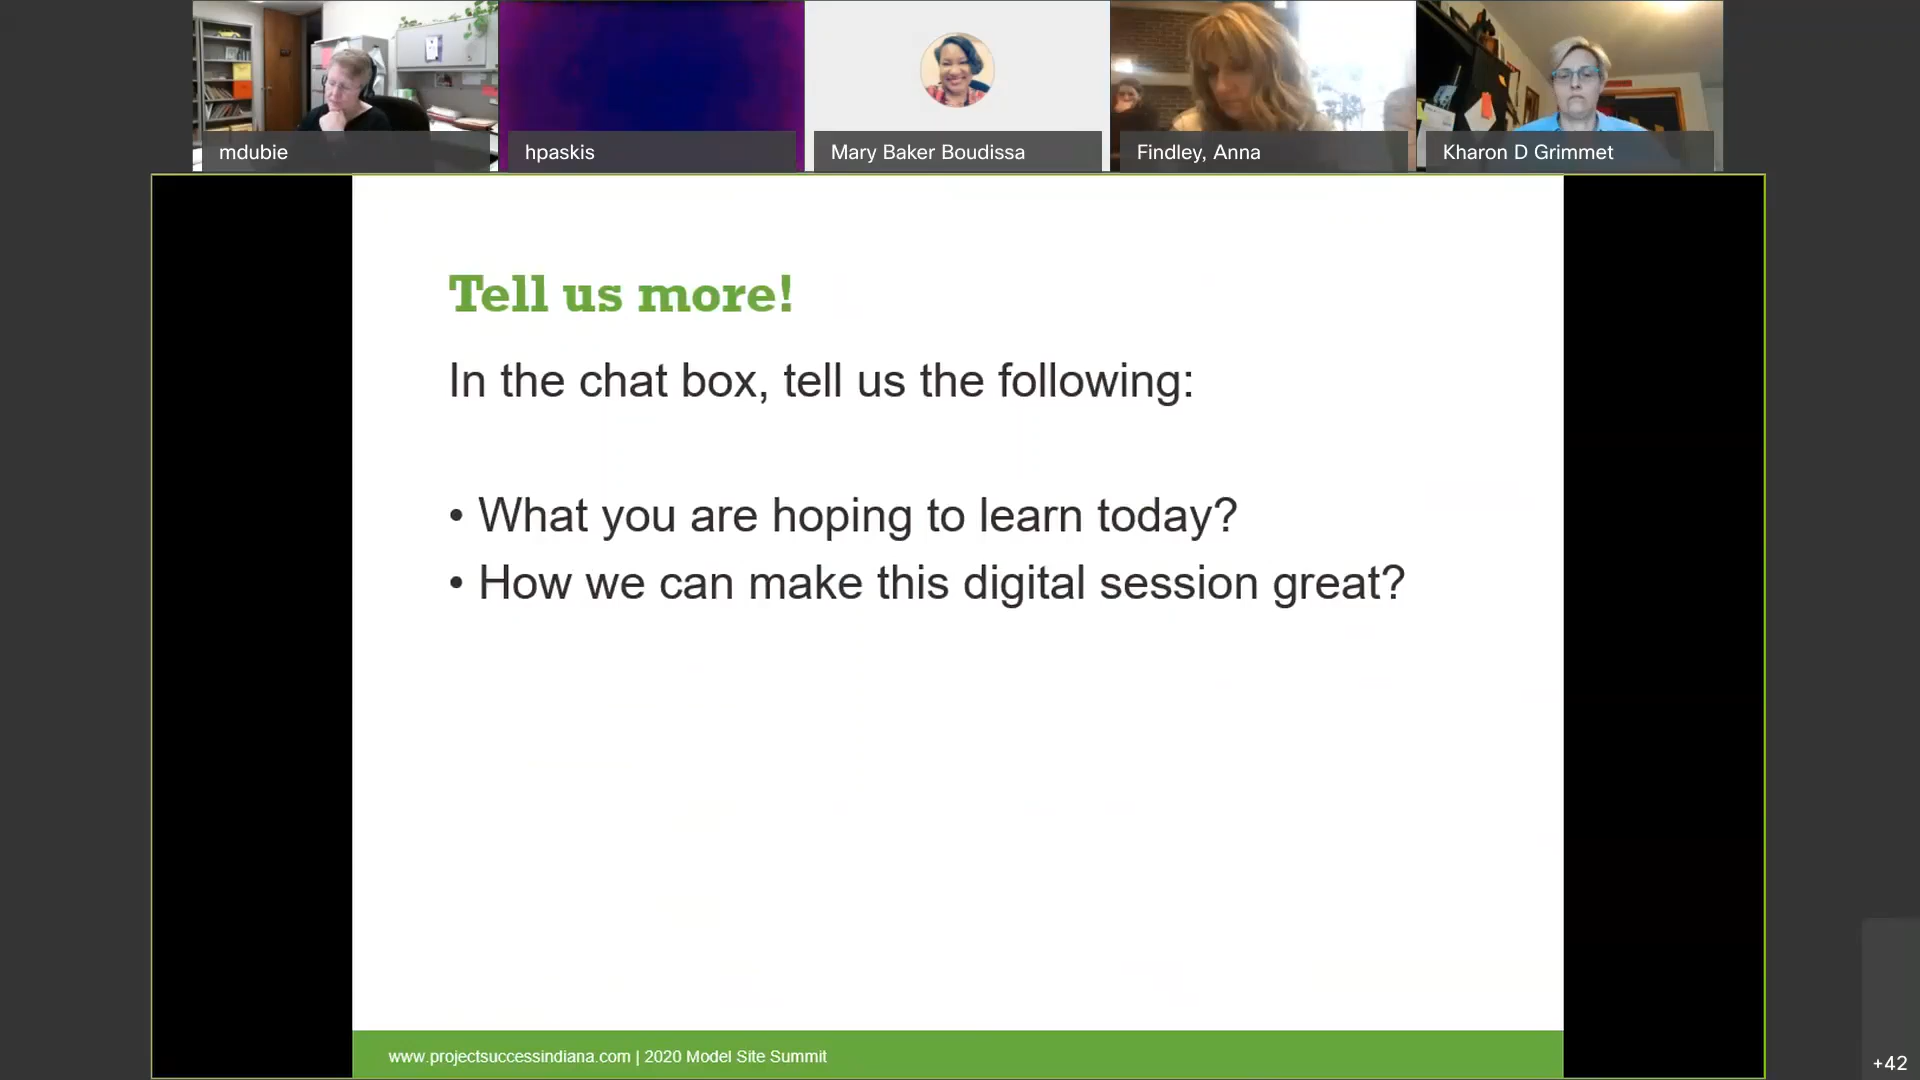 mdubie
hpaskis
Mary Baker Boudissa
Findley, Anna
Kharon D Grimmet
Tell us more!
In the chat box, tell us the following:
• What you are hoping to learn today?
• How we can make this digital session great?
www.projectsuccessindiana.com | 2020 Model Site Summit
+42